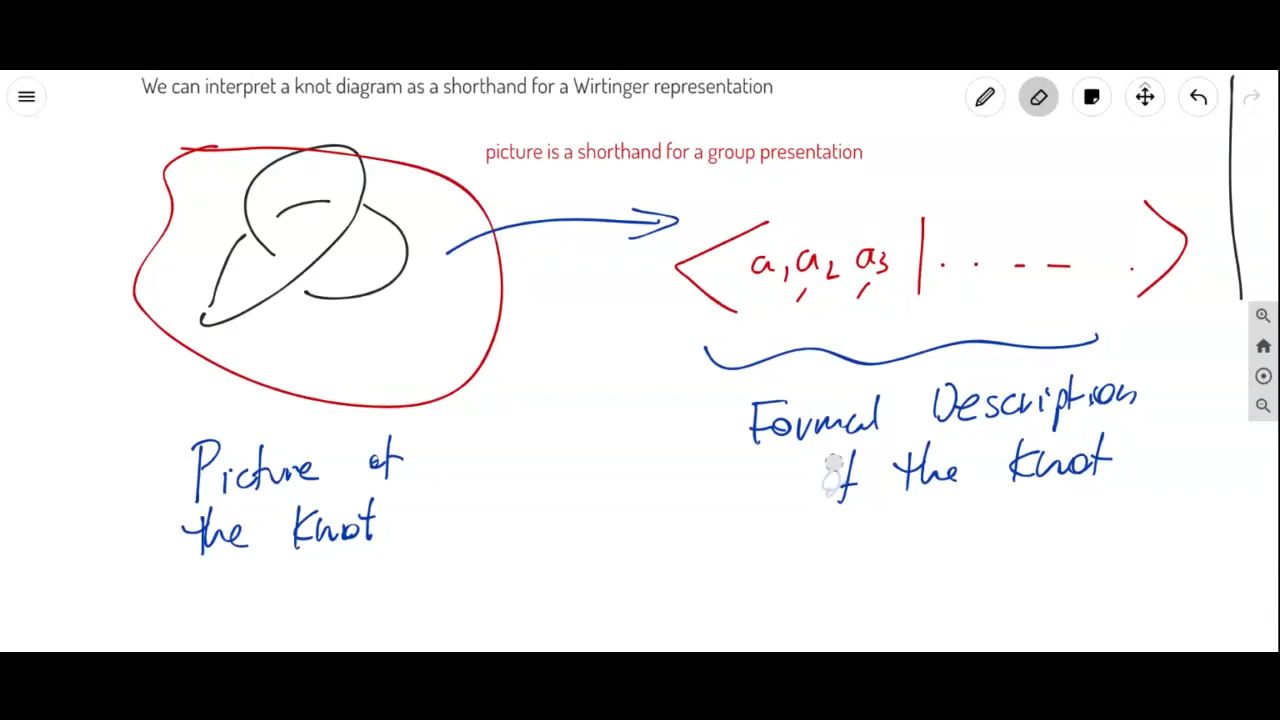 We can interpret a knot diagram as a shorthand for a Wirtinger representation
picture is a shorthand for a group presentation
< a, a2, a3 | . . . - - . >
Formal Description
of the Knot
Picture of
the Knot